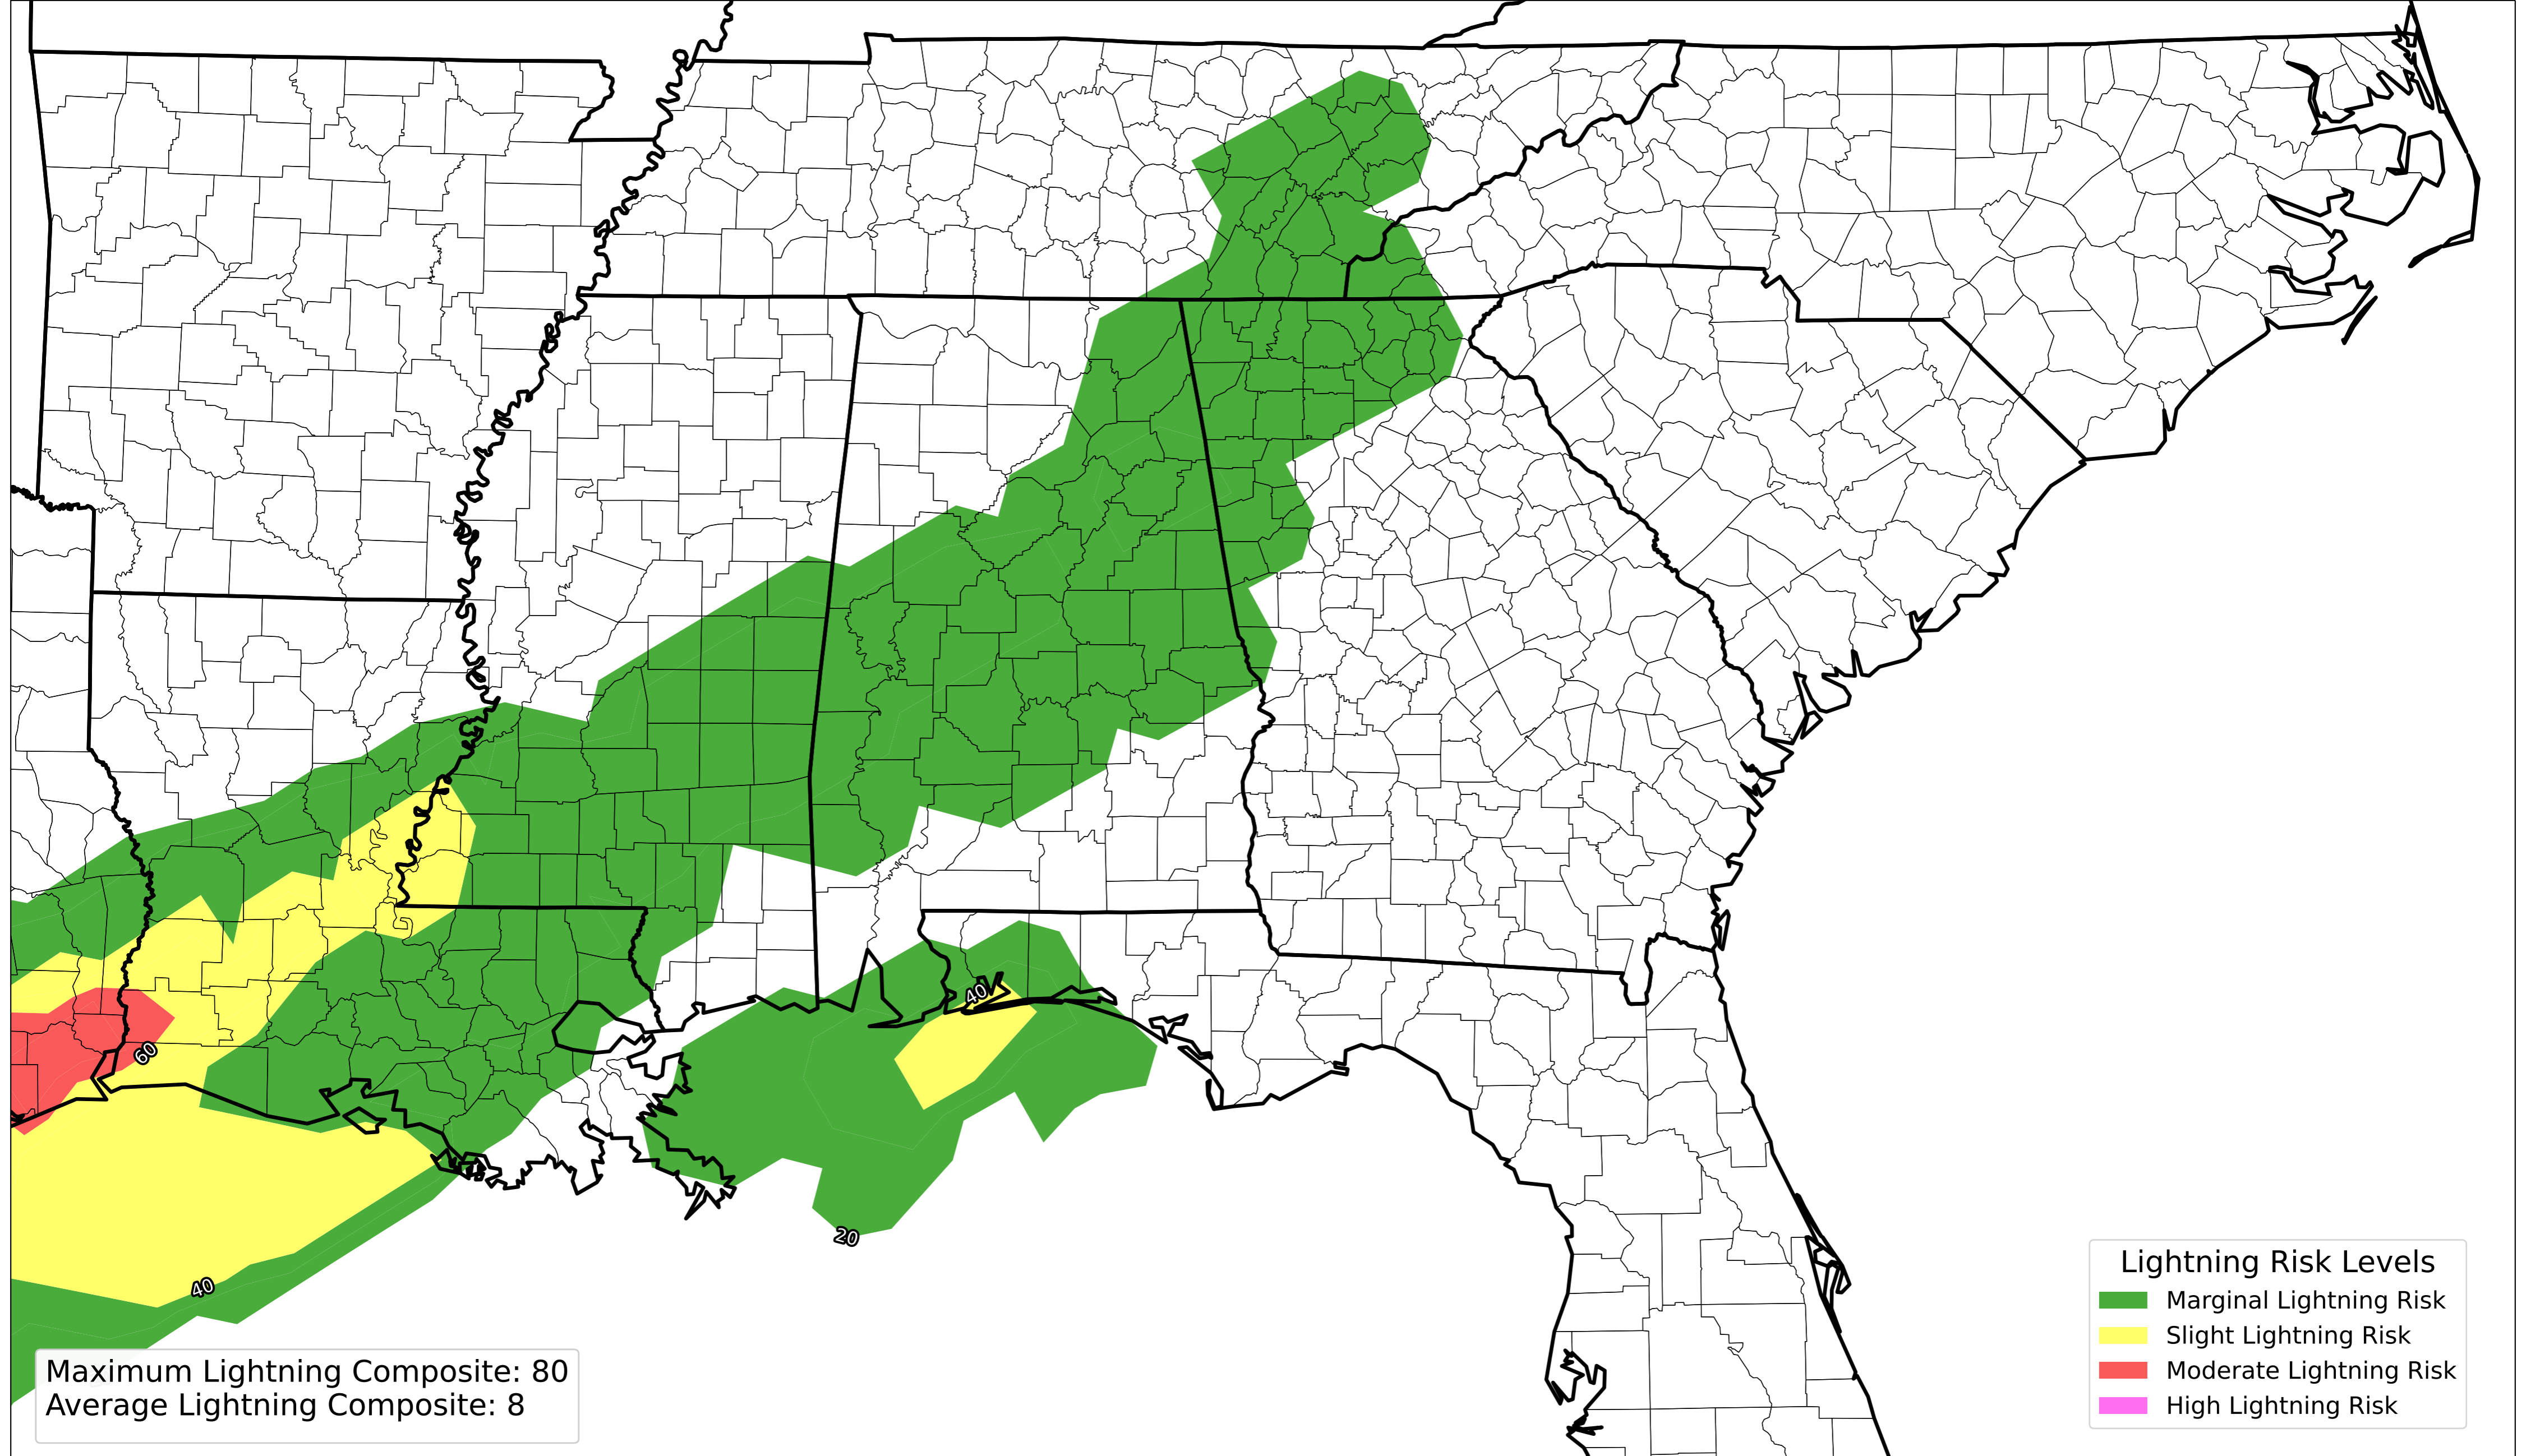 40
60
20
40
Maximum Lightning Composite: 80
Average Lightning Composite: 8
Lightning Risk Levels
Marginal Lightning Risk
Slight Lightning Risk
Moderate Lightning Risk
High Lightning Risk